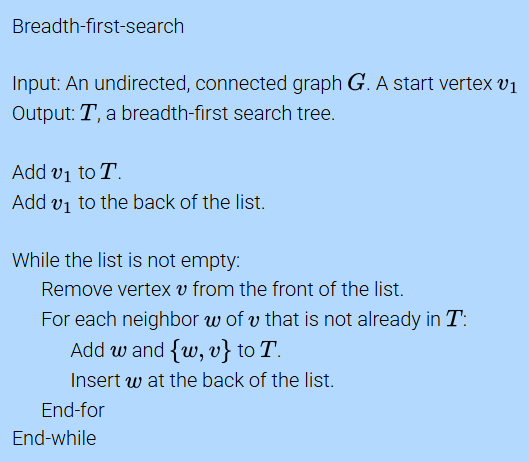 Breadth-first-search
Input: An undirected, connected graph G. A start vertex v₁
Output: T, a breadth-first search tree.
Add v₁ to T.
Add v₁ to the back of the list.
While the list is not empty:
Remove vertex v from the front of the list.
For each neighbor w of v that is not already in T:
Add w and {w, v} to T.
Insert w at the back of the list.
End-for
End-while